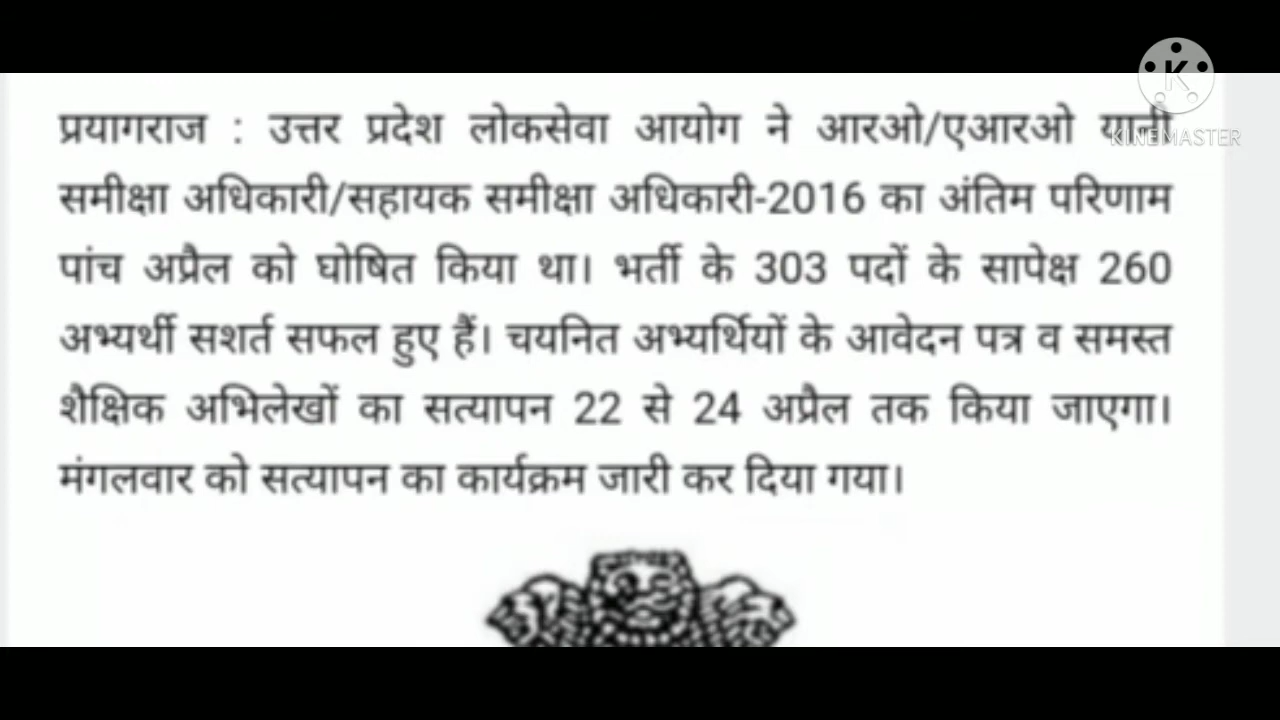 प्रयागराज : उत्तर प्रदेश लोकसेवा आयोग ने आरओ/एआरओ यानी
समीक्षा अधिकारी/सहायक समीक्षा अधिकारी-2016 का अंतिम परिणाम
पांच अप्रैल को घोषित किया था। भर्ती के 303 पदों के सापेक्ष 260
अभ्यर्थी सशर्त सफल हुए हैं। चयनित अभ्यर्थियों के आवेदन पत्र व समस्त
शैक्षिक अभिलेखों का सत्यापन 22 से 24 अप्रैल तक किया जाएगा।
मंगलवार को सत्यापन का कार्यक्रम जारी कर दिया गया।
K
KINEMASTER